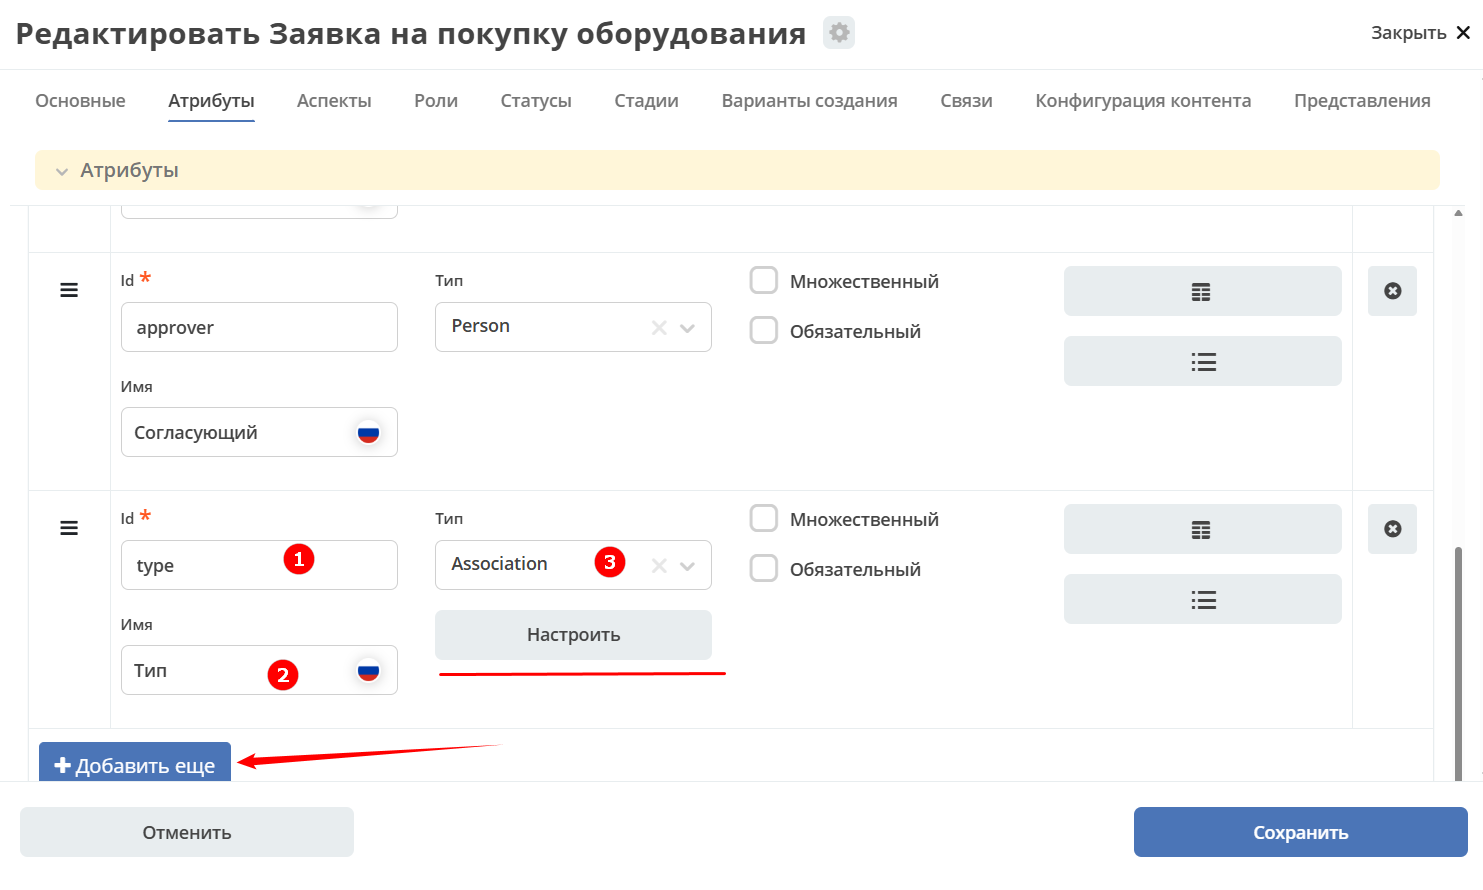 Редактировать Заявка на покупку оборудования
Закрыть
Основные Атрибуты Аспекты Роли Статусы Стадии Варианты создания Связи Конфигурация контента Представления
Атрибуты
Id * Тип Множественный
approver Person Обязательный
Имя
Согласующий
Id * Тип Множественный
type 1 Association 3 Обязательный
Имя Настроить
Тип 2
+ Добавить еще
Отменить Сохранить